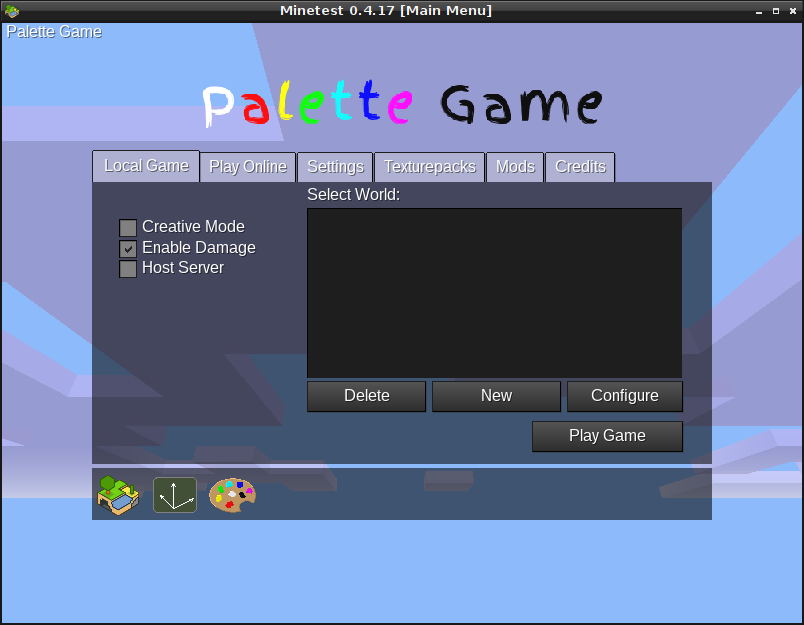 Minetest 0.4.17 [Main Menu]
Palette Game
Palette Game
Local Game Play Online Settings Texturepacks Mods Credits
Select World:
Creative Mode
Enable Damage
Host Server
Delete New Configure
Play Game